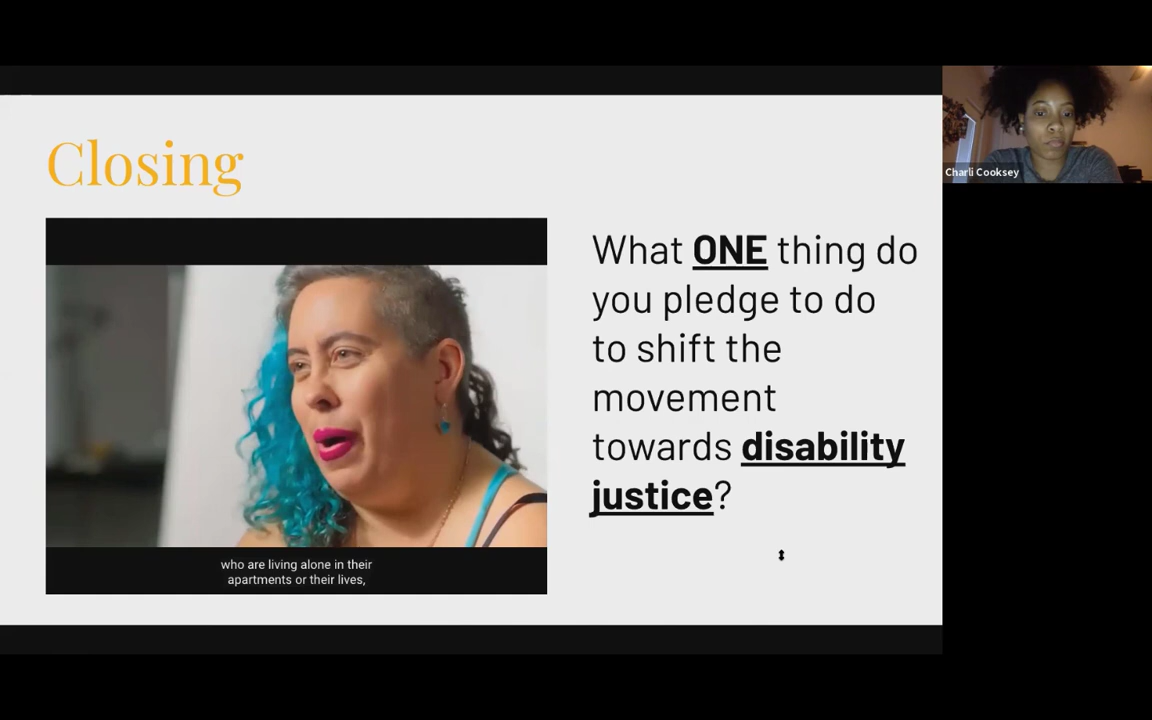 Closing
What ONE thing do
you pledge to do
to shift the
movement
towards disability
justice?
who are living alone in their
apartments or their lives,
Charli Cooksey